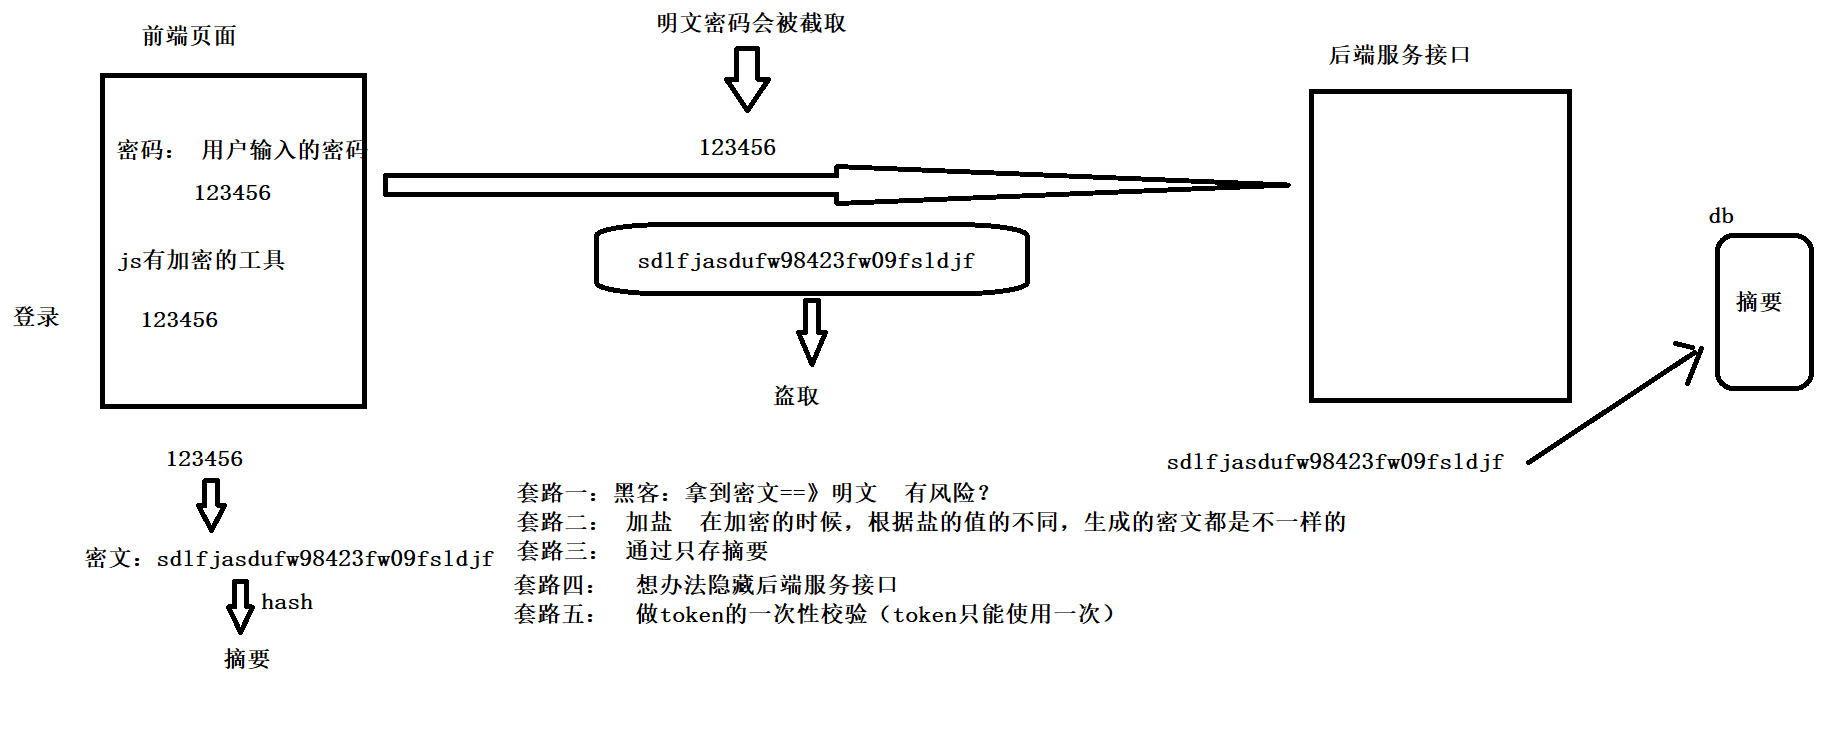 前端页面
明文密码会被截取
后端服务接口
密码： 用户输入的密码
123456
123456
js有加密的工具
sdlfjasdufw98423fw09fsldjf
db
登录
123456
摘要
盗取
123456
sdlfjasdufw98423fw09fsldjf
密文：sdlfjasdufw98423fw09fsldjf
hash
摘要
套路一：黑客：拿到密文==》明文 有风险？
套路二： 加盐 在加密的时候，根据盐的值的不同，生成的密文都是不一样的
套路三： 通过只存摘要
套路四： 想办法隐藏后端服务接口
套路五： 做token的一次性校验（token只能使用一次）